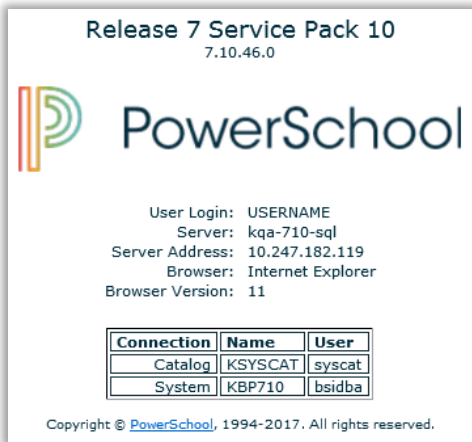 Release 7 Service Pack 10
7.10.46.0
PowerSchool
User Login: USERNAME
Server: kqa-710-sql
Server Address: 10.247.182.119
Browser: Internet Explorer
Browser Version: 11
Connection Name User
Catalog KSYSCAT syscat
System KBP710 bsidba
Copyright © PowerSchool, 1994-2017. All rights reserved.